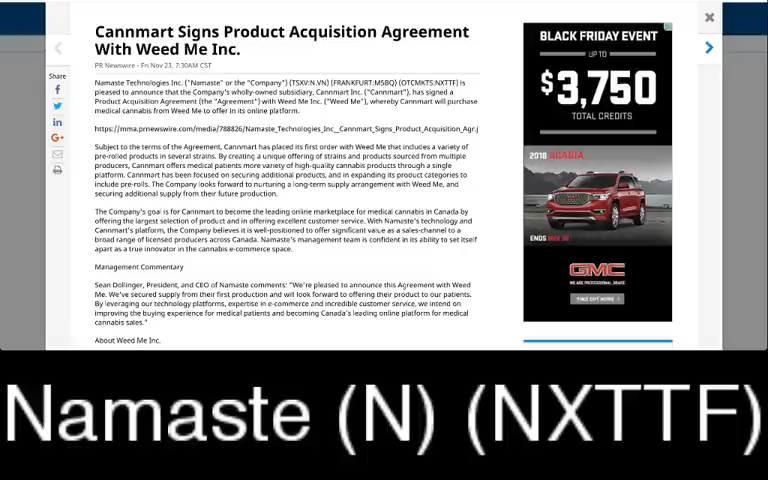 Cannmart Signs Product Acquisition Agreement
With Weed Me Inc.
PR Newswire - Fri Nov 23, 7:30AM CST
Share
Namaste Technologies Inc. ("Namaste" or the "Company") (TSXV:N.VN) (FRANKFURT:M5BQ) (OTCMKTS:NXTTF) is
pleased to announce that the Company's wholly-owned subsidiary, Cannmart Inc. ("Cannmart"), has signed a
Product Acquisition Agreement (the "Agreement") with Weed Me Inc. ("Weed Me"), whereby Cannmart will purchase
medical cannabis from Weed Me to offer in its online platform.
https://mma.prnewswire.com/media/788826/Namaste_Technologies_Inc__Cannmart_Signs_Product_Acquisition_Agr.j
Subject to the terms of the Agreement, Cannmart has placed its first order with Weed Me that includes a variety of
pre-rolled products in several strains. By creating a unique offering of strains and products sourced from multiple
producers, Cannmart offers medical patients more variety of high-quality cannabis products through a single
platform. Cannmart has been focused on securing additional products, and in expanding its product categories to
include pre-rolls. The Company looks forward to nurturing a long-term supply arrangement with Weed Me, and
securing additional supply from their future production.
The Company's goal is for Cannmart to become the leading online marketplace for medical cannabis in Canada by
offering the largest selection of product and in offering excellent customer service. With Namaste's technology and
Cannmart's platform, the Company believes it is well-positioned to offer significant value as a sales-channel to a
broad range of licensed producers across Canada. Namaste's management team is confident in its ability to set itself
apart as a true innovator in the cannabis e-commerce space.
Management Commentary
Sean Dollinger, President, and CEO of Namaste comments: "We're pleased to announce this Agreement with Weed
Me. We've secured supply from their first production and will look forward to offering their product to our patients.
By leveraging our technology platforms, expertise in e-commerce and incredible customer service, we intend on
improving the buying experience for medical patients and becoming Canada's leading online platform for medical
cannabis sales."
About Weed Me Inc.
BLACK FRIDAY EVENT
UP TO
$3,750
TOTAL CREDITS
2018 ACADIA
ENDS NOV 30
GMC
WE ARE PROFESSIONAL GRADE
FIND OUT MORE
Namaste (N) (NXTTF)